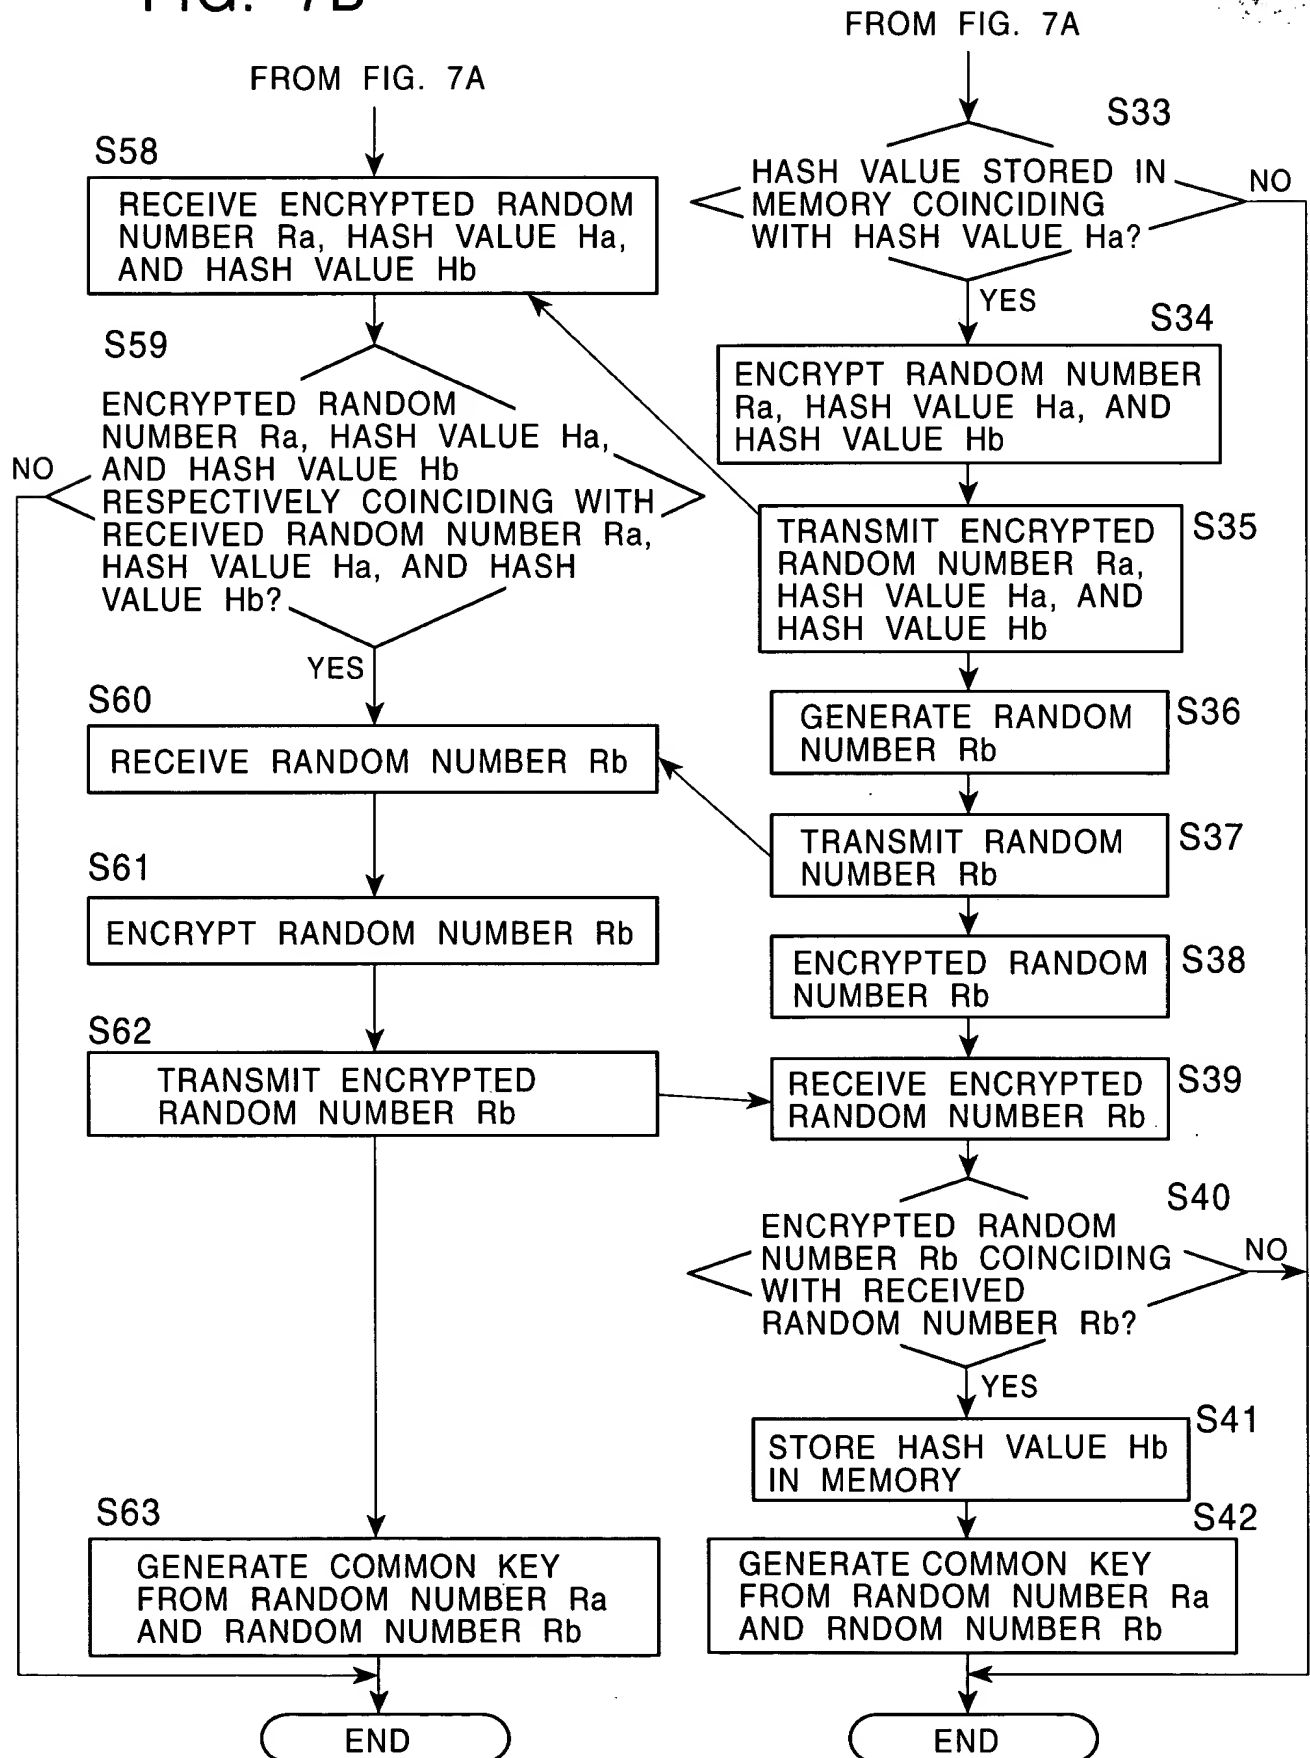 FIG. 7B
FROM FIG. 7A
S58
RECEIVE ENCRYPTED RANDOM
NUMBER Ra, HASH VALUE Ha,
AND HASH VALUE Hb
S59
ENCRYPTED RANDOM
NUMBER Ra, HASH VALUE Ha,
AND HASH VALUE Hb
RESPECTIVELY COINCIDING WITH
RECEIVED RANDOM NUMBER Ra,
HASH VALUE Ha, AND HASH
VALUE Hb?
NO
YES
S60
RECEIVE RANDOM NUMBER Rb
S61
ENCRYPT RANDOM NUMBER Rb
S62
TRANSMIT ENCRYPTED
RANDOM NUMBER Rb
S63
GENERATE COMMON KEY
FROM RANDOM NUMBER Ra
AND RANDOM NUMBER Rb
END
FROM FIG. 7A
S33
HASH VALUE STORED IN
MEMORY COINCIDING
WITH HASH VALUE Ha?
NO
YES
S34
ENCRYPT RANDOM NUMBER
Ra, HASH VALUE Ha, AND
HASH VALUE Hb
S35
TRANSMIT ENCRYPTED
RANDOM NUMBER Ra,
HASH VALUE Ha, AND
HASH VALUE Hb
S36
GENERATE RANDOM
NUMBER Rb
S37
TRANSMIT RANDOM
NUMBER Rb
S38
ENCRYPTED RANDOM
NUMBER Rb
S39
RECEIVE ENCRYPTED
RANDOM NUMBER Rb
S40
ENCRYPTED RANDOM
NUMBER Rb COINCIDING
WITH RECEIVED
RANDOM NUMBER Rb?
NO
YES
S41
STORE HASH VALUE Hb
IN MEMORY
S42
GENERATE COMMON KEY
FROM RANDOM NUMBER Ra
AND RNDOM NUMBER Rb
END